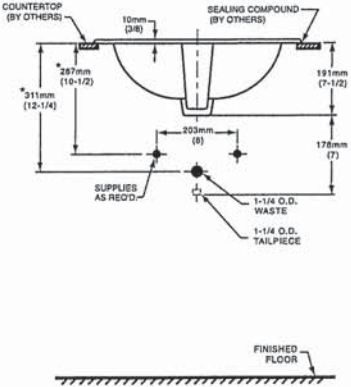 COUNTERTOP
(BY OTHERS)
10mm
(3/8)
SEALING COMPOUND
(BY OTHERS)
*267mm
(10-1/2)
*311mm
(12-1/4)
191mm
(7-1/2)
203mm
(8)
178mm
(7)
SUPPLIES
AS REQ'D.
1-1/4 O.D.
WASTE
1-1/4 O.D.
TAILPIECE
FINISHED
FLOOR